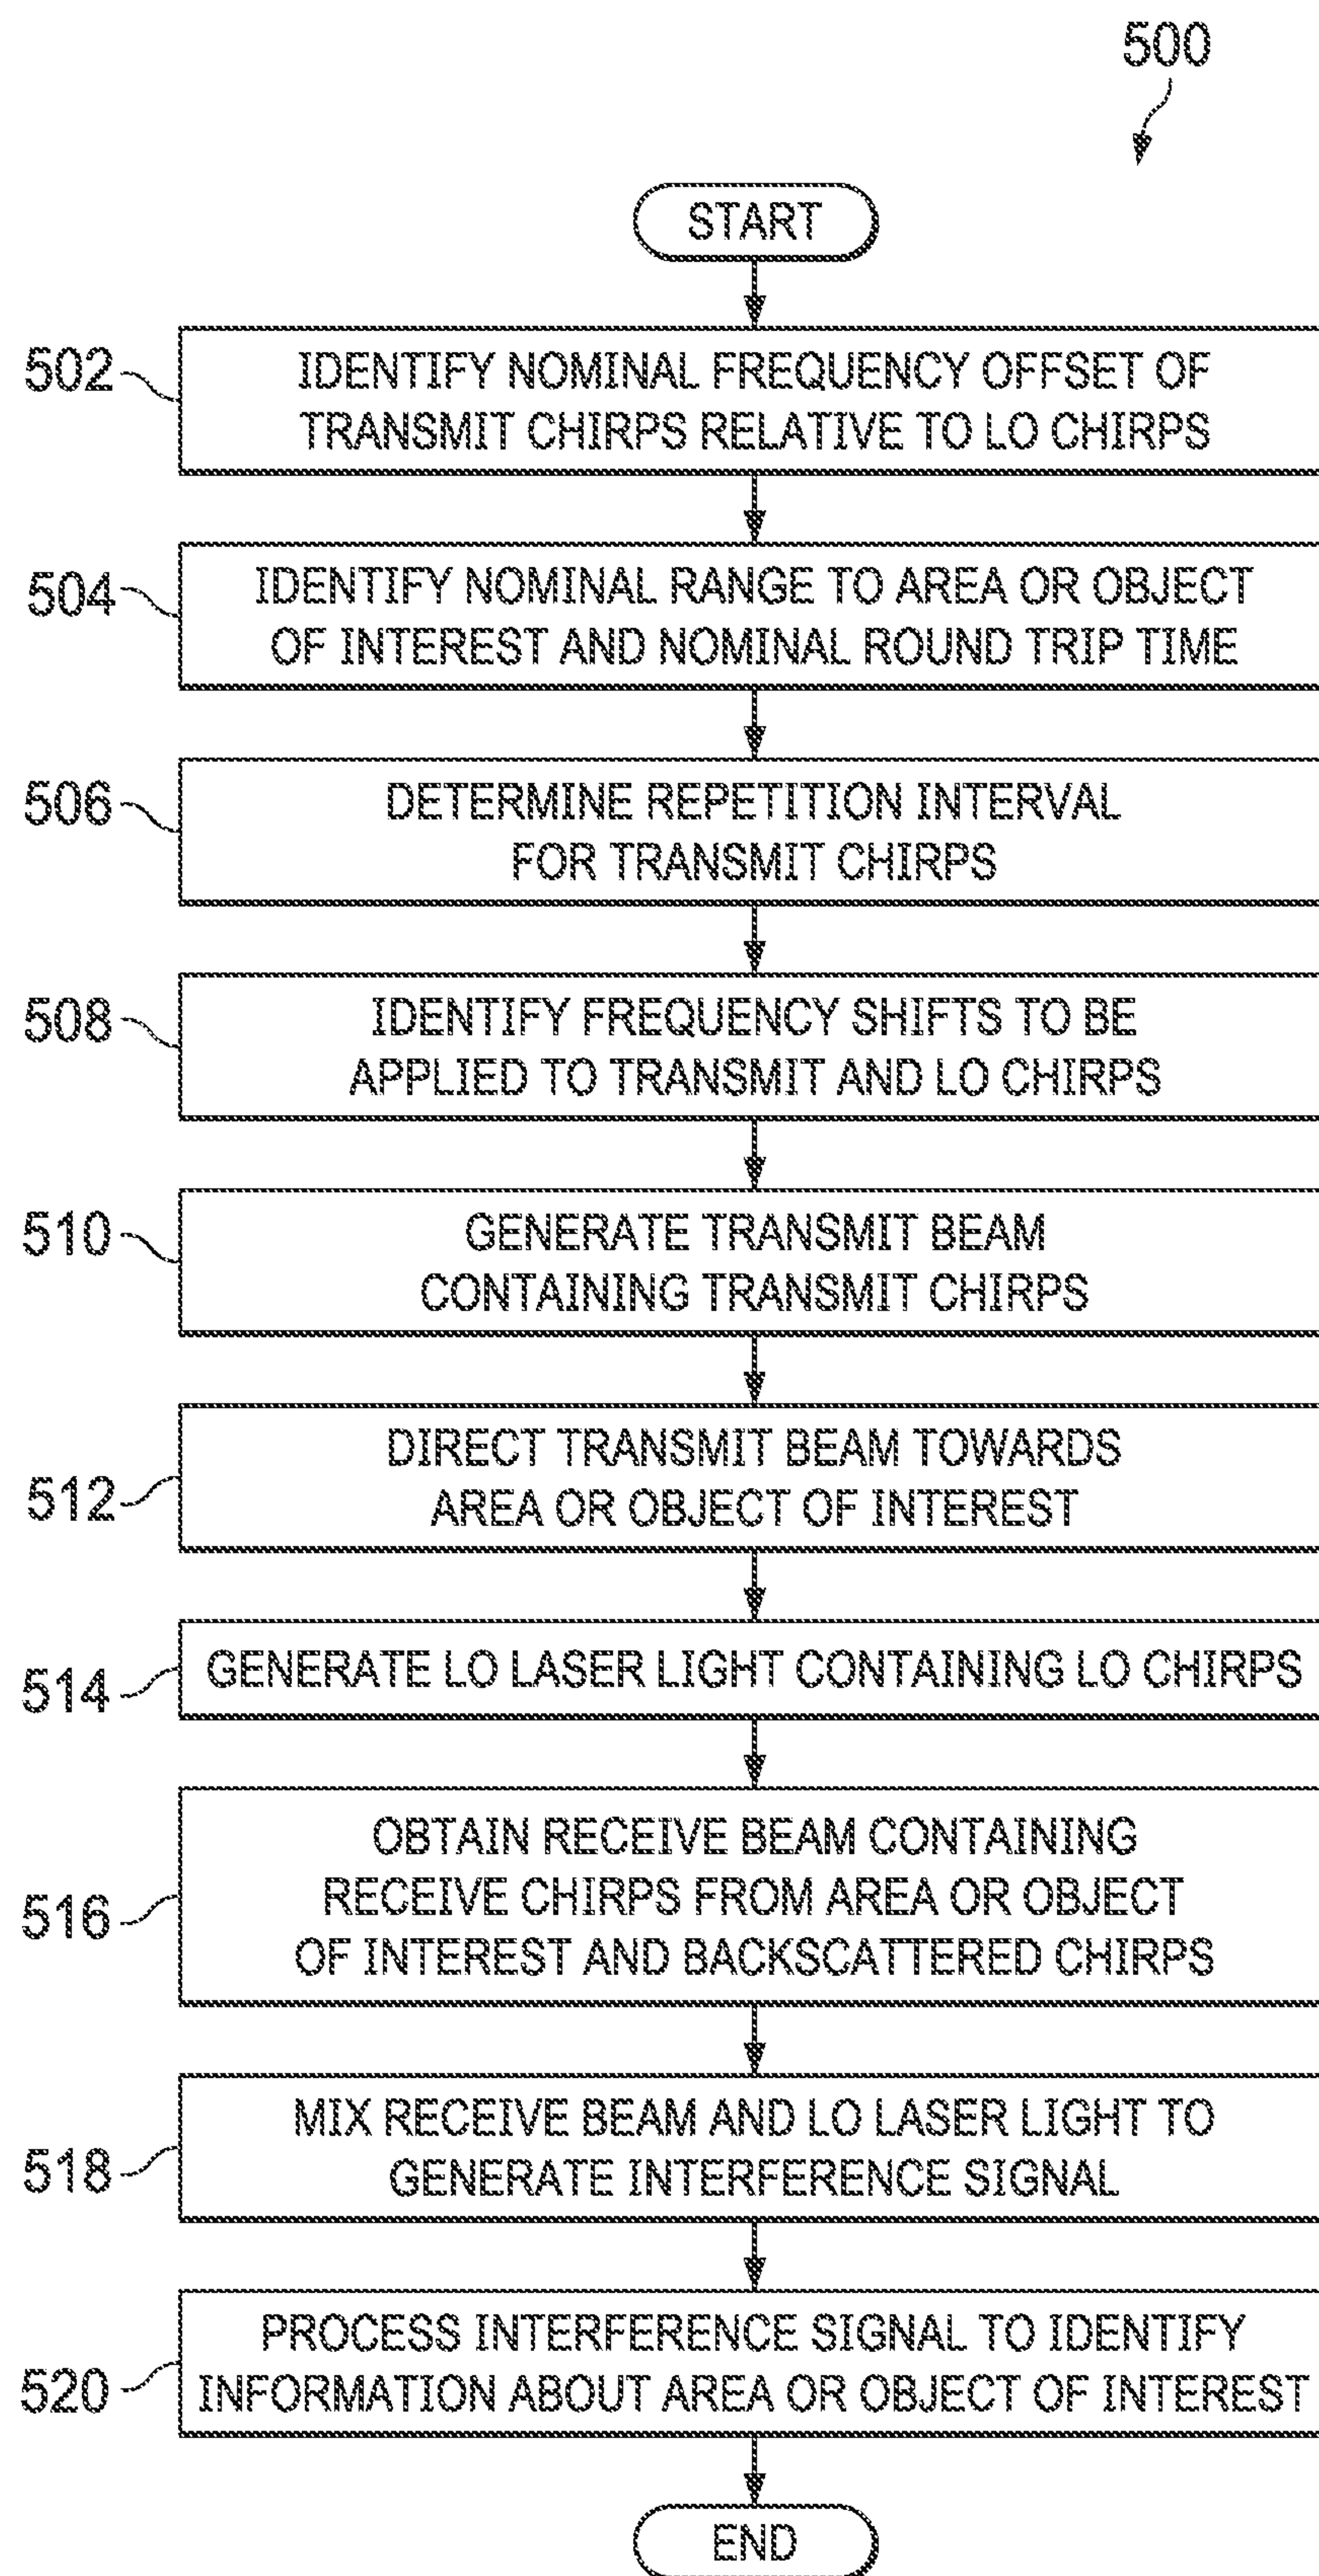 500
START
502
IDENTIFY NOMINAL FREQUENCY OFFSET OF
TRANSMIT CHIRPS RELATIVE TO LO CHIRPS
504
IDENTIFY NOMINAL RANGE TO AREA OR OBJECT
OF INTEREST AND NOMINAL ROUND TRIP TIME
506
DETERMINE REPETITION INTERVAL
FOR TRANSMIT CHIRPS
508
IDENTIFY FREQUENCY SHIFTS TO BE
APPLIED TO TRANSMIT AND LO CHIRPS
510
GENERATE TRANSMIT BEAM
CONTAINING TRANSMIT CHIRPS
512
DIRECT TRANSMIT BEAM TOWARDS
AREA OR OBJECT OF INTEREST
514
GENERATE LO LASER LIGHT CONTAINING LO CHIRPS
516
OBTAIN RECEIVE BEAM CONTAINING
RECEIVE CHIRPS FROM AREA OR OBJECT
OF INTEREST AND BACKSCATTERED CHIRPS
518
MIX RECEIVE BEAM AND LO LASER LIGHT TO
GENERATE INTERFERENCE SIGNAL
520
PROCESS INTERFERENCE SIGNAL TO IDENTIFY
INFORMATION ABOUT AREA OR OBJECT OF INTEREST
END